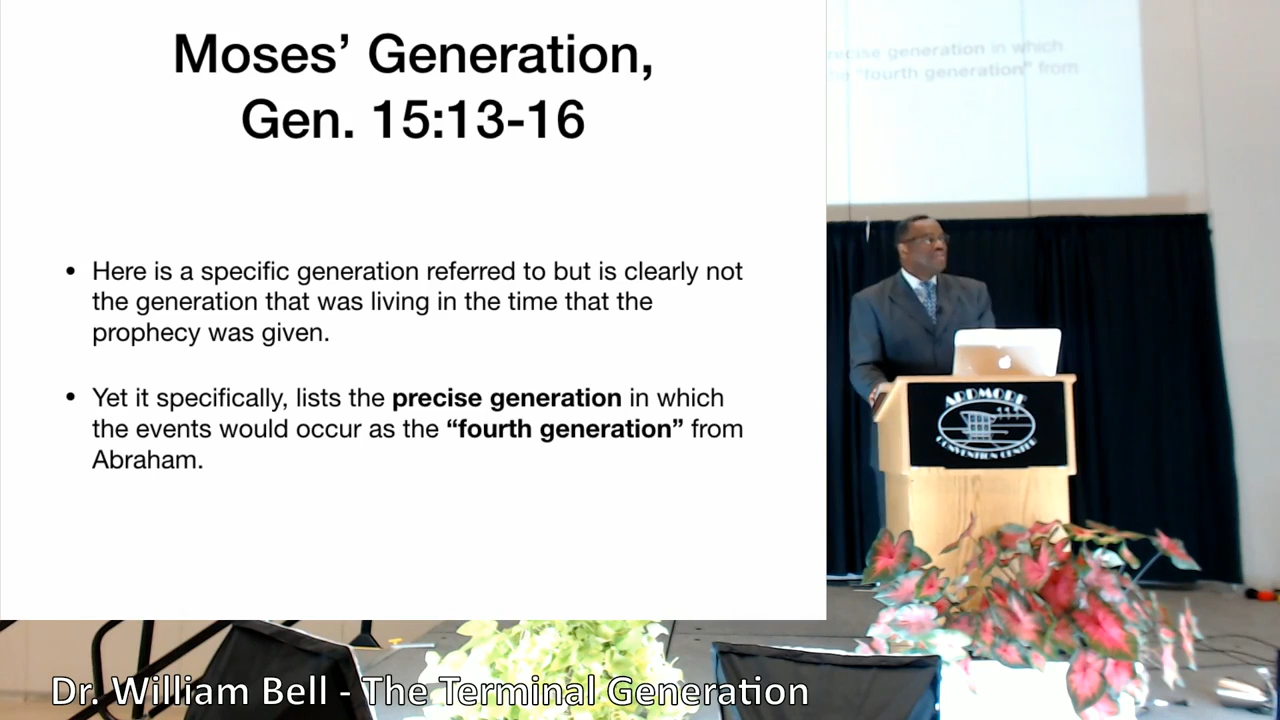 Moses’ Generation,
Gen. 15:13-16
• Here is a specific generation referred to but is clearly not
the generation that was living in the time that the
prophecy was given.
• Yet it specifically, lists the precise generation in which
the events would occur as the “fourth generation” from
Abraham.
precise generation in which
“fourth generation” from
ARDMORE
CONVENTION CENTER
Dr. William Bell - The Terminal Generation